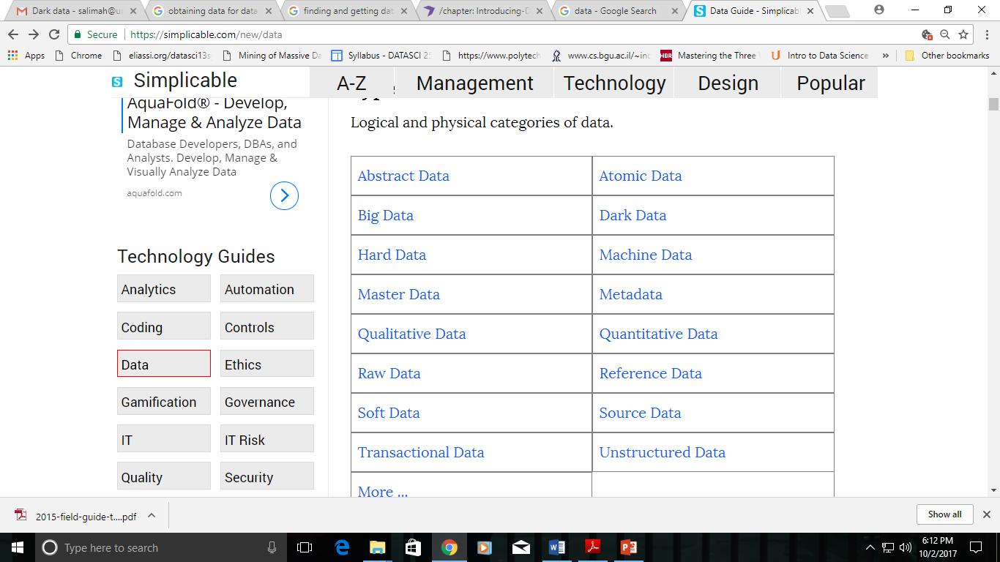 Dark data - salimah@u
obtaining data for data
finding and getting dat
/chapter: Introducing-D
data - Google Search
Data Guide - Simplicabl
Secure https://simplicable.com/new/data
Apps Chrome eliassi.org/datasci13s Mining of Massive Da Syllabus - DATASCI 25 https://www.polytech www.cs.bgu.ac.il/~inc HBR Mastering the Three V Intro to Data Science » Other bookmarks
Simplicable A-Z Management Technology Design Popular
AquaFold® - Develop,
Manage & Analyze Data
Database Developers, DBAs, and
Analysts. Develop, Manage &
Visually Analyze Data
aquafold.com
Technology Guides
Analytics Automation
Coding Controls
Data Ethics
Gamification Governance
IT IT Risk
Quality Security
Logical and physical categories of data.
Abstract Data Atomic Data
Big Data Dark Data
Hard Data Machine Data
Master Data Metadata
Qualitative Data Quantitative Data
Raw Data Reference Data
Soft Data Source Data
Transactional Data Unstructured Data
More ...
2015-field-guide-t....pdf Show all
Type here to search
6:12 PM
10/2/2017